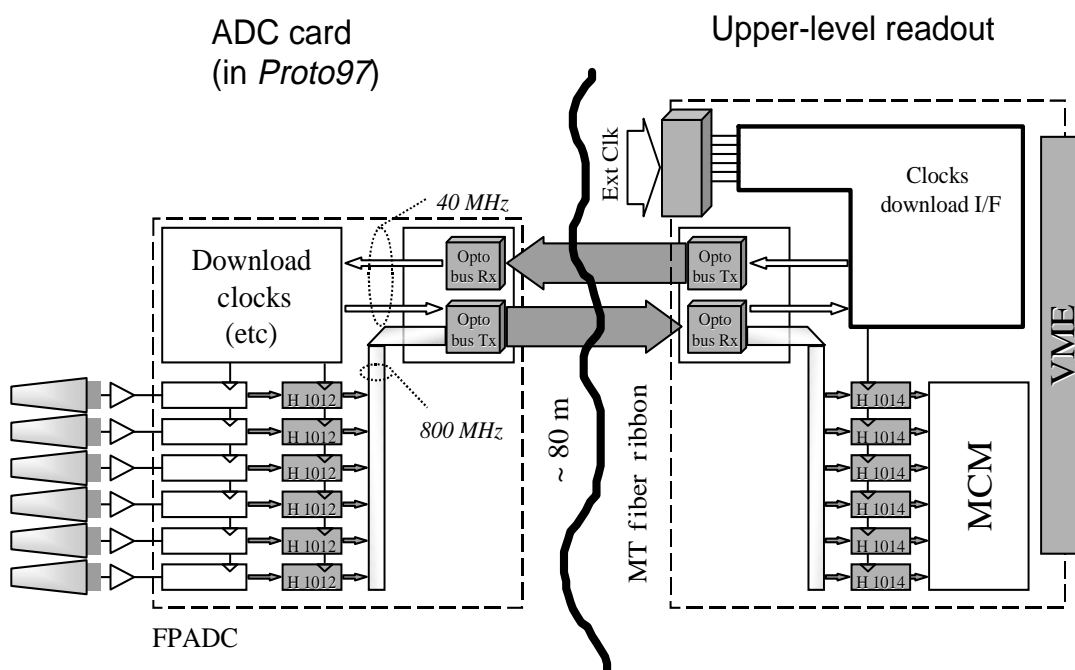 ADC card
(in Proto97)
Upper-level readout
Ext Clk
Clocks
download I/F
40 MHz
Download
clocks
(etc)
Opto
bus Rx
Opto
bus Tx
Opto
bus Tx
Opto
bus Rx
VME
800 MHz
~ 80 m
MT fiber ribbon
H 1012
H 1012
H 1012
H 1012
H 1012
H 1012
H 1014
H 1014
H 1014
H 1014
H 1014
H 1014
MCM
FPADC